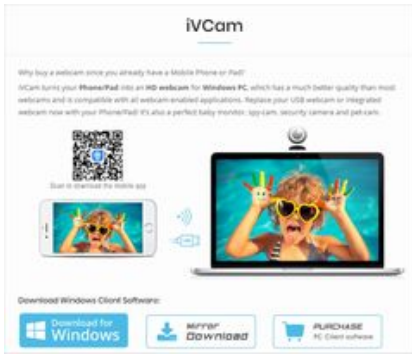 iVCam
Why buy a webcam since you already have a Mobile Phone or Pad?
iVCam turns your Phone/Pad into an HD webcam for Windows PC, which has a much better quality than most
webcams and is compatible with all webcam-enabled applications. Replace your USB webcam or integrated
webcam now with your Phone/Pad! It's also a perfect baby monitor, spy-cam, security camera and pet-cam.
Scan to download the mobile app
Download Windows Client Software:
Download for
Windows
Mirror
Download
PURCHASE
PC Client software